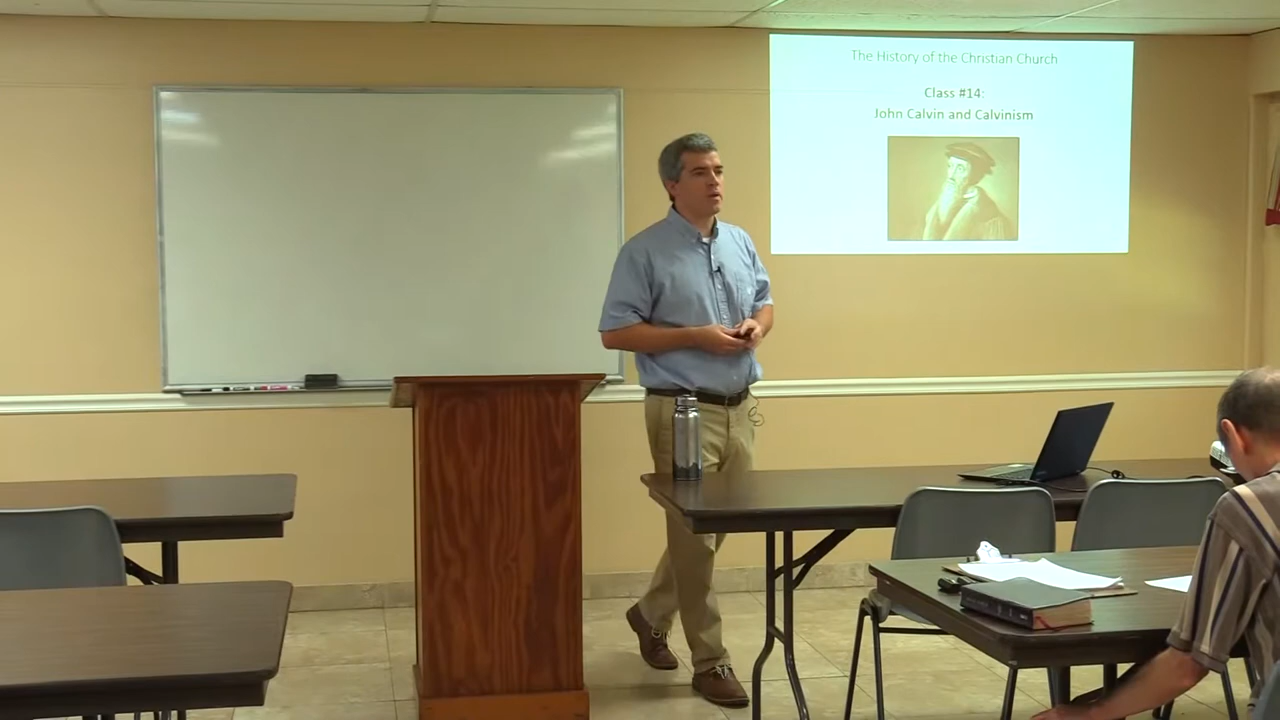 The History of the Christian Church
Class #14:
John Calvin and Calvinism